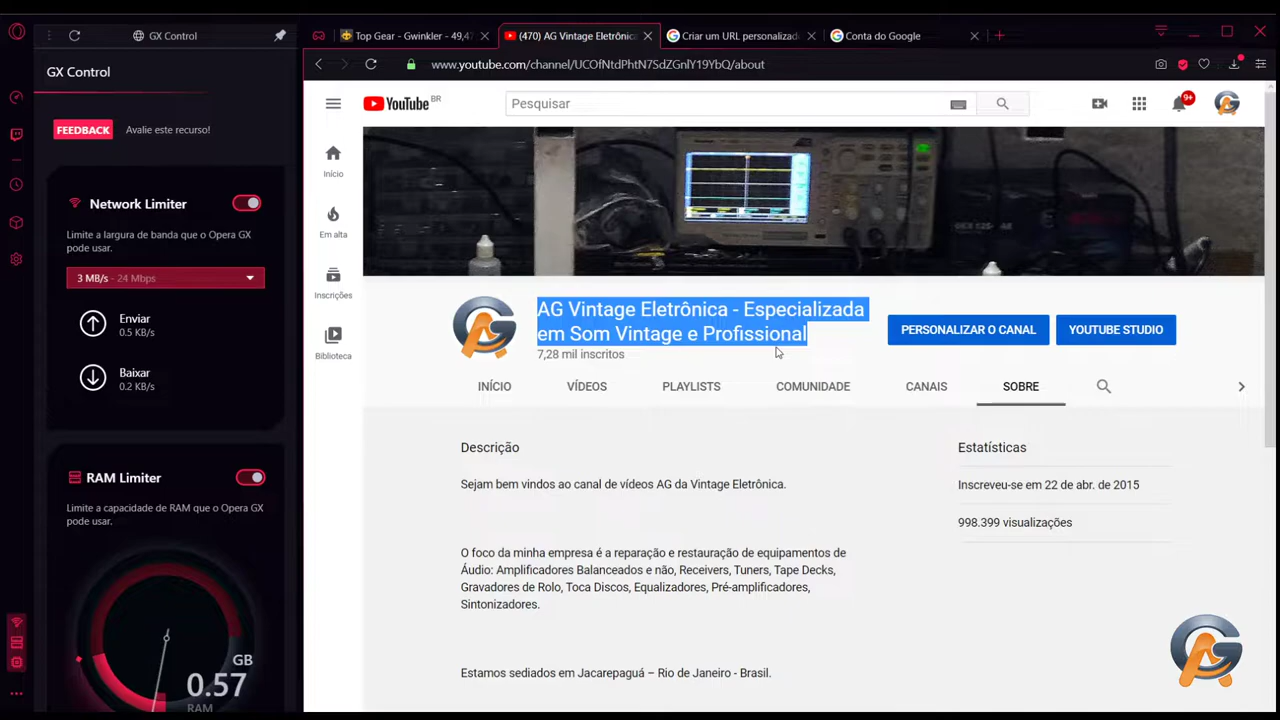 GX Control
Top Gear - Gwinkler - 49,4
(470) AG Vintage Eletrônica
Criar um URL personalizad
Conta do Google
www.youtube.com/channel/UCOfNtdPhtN7SdZGnlY19YbQ/about
GX Control
FEEDBACK Avalie este recurso!
Network Limiter
Limite a largura de banda que o Opera GX
pode usar.
3 MB/s - 24 Mbps
Enviar
0.5 KB/s
Baixar
0.2 KB/s
RAM Limiter
Limite a capacidade de RAM que o Opera GX
pode usar.
GB
0.57
RAM
YouTube BR
Pesquisar
9+
Início
Em alta
Inscrições
Biblioteca
AG Vintage Eletrônica - Especializada
em Som Vintage e Profissional
7,28 mil inscritos
PERSONALIZAR O CANAL
YOUTUBE STUDIO
INÍCIO VÍDEOS PLAYLISTS COMUNIDADE CANAIS SOBRE
Descrição
Sejam bem vindos ao canal de vídeos AG da Vintage Eletrônica.
O foco da minha empresa é a reparação e restauração de equipamentos de
Áudio: Amplificadores Balanceados e não, Receivers, Tuners, Tape Decks,
Gravadores de Rolo, Toca Discos, Equalizadores, Pré-amplificadores,
Sintonizadores.
Estamos sediados em Jacarepaguá – Rio de Janeiro - Brasil.
Estatísticas
Inscreveu-se em 22 de abr. de 2015
998.399 visualizações